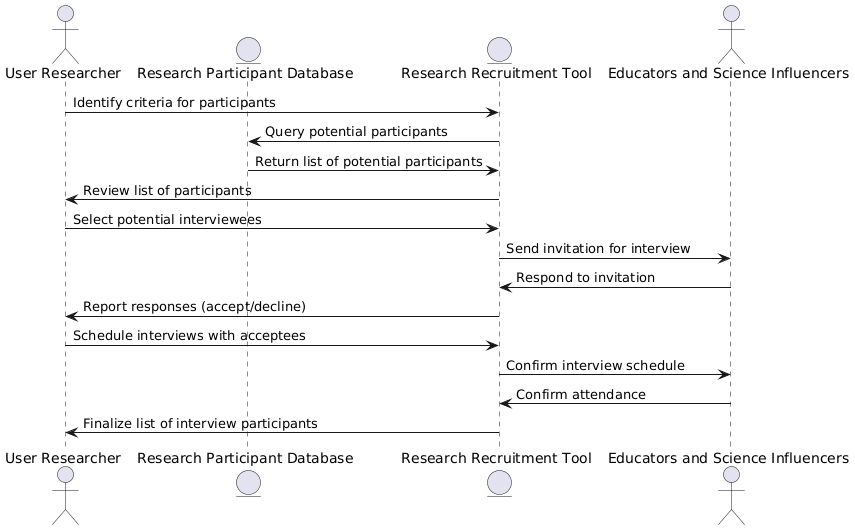 User Researcher Research Participant Database Research Recruitment Tool Educators and Science Influencers
Identify criteria for participants
Query potential participants
Return list of potential participants
Review list of participants
Select potential interviewees
Send invitation for interview
Respond to invitation
Report responses (accept/decline)
Schedule interviews with acceptees
Confirm interview schedule
Confirm attendance
Finalize list of interview participants
User Researcher Research Participant Database Research Recruitment Tool Educators and Science Influencers